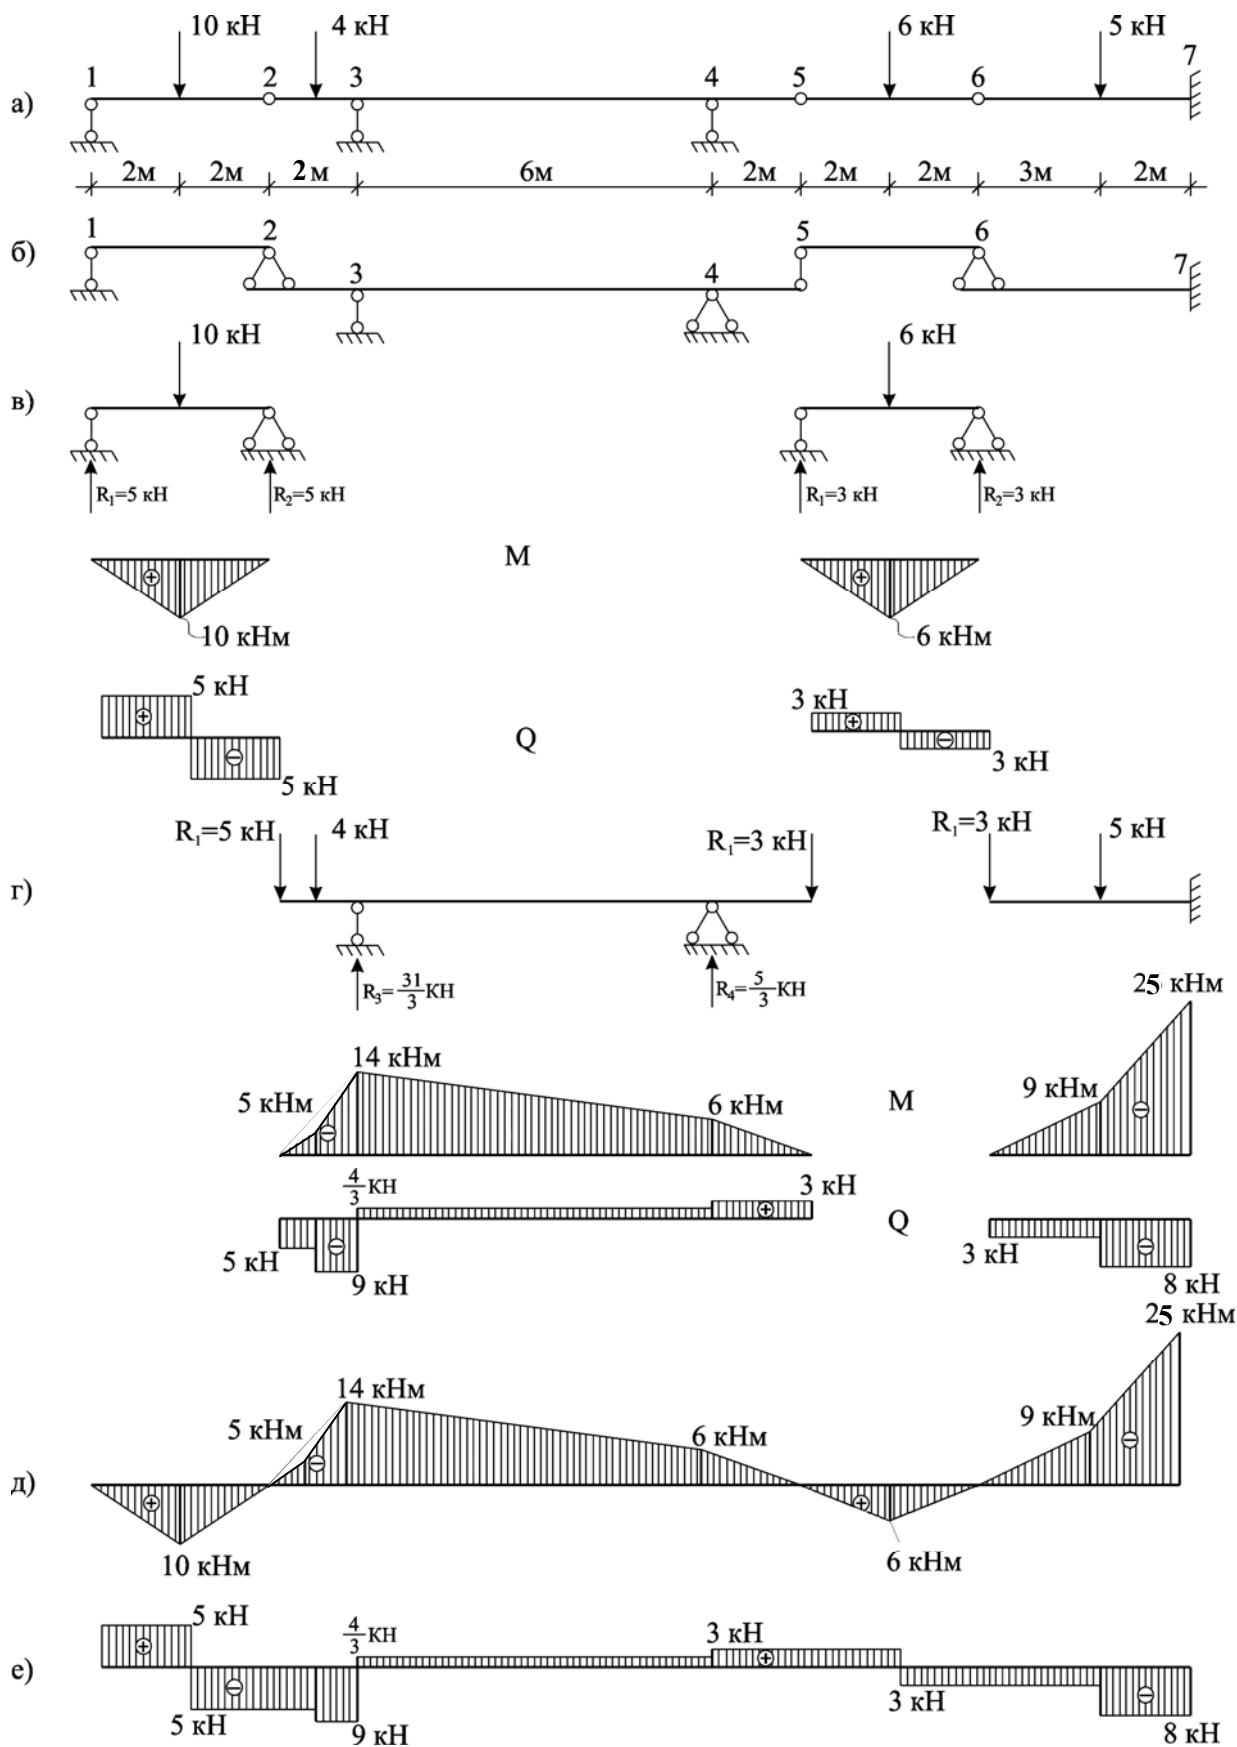 10 кН 4 кН 6 кН 5 кН
1 2 3 4 5 6 7
а)
2м 2м 2м 6м 2м 2м 2м 3м 2м
1 2 5 6
б) 3 4 7
10 кН 6 кН
в)
R₁=5 кН R₂=5 кН R₁=3 кН R₂=3 кН
+ M +
10 кНм 6 кНм
5 кН 3 кН
+ Q +
− −
5 кН 3 кН
R₁=5 кН 4 кН R₁=3 кН R₁=3 кН 5 кН
г)
R₃=31/3 КН R₄=5/3 КН
25 кНм
14 кНм
5 кНм 6 кНм M 9 кНм
− −
4/3 КН 3 кН
− + Q −
5 кН 3 кН
9 кН 8 кН
25 кНм
14 кНм
5 кНм 6 кНм 9 кНм
− −
д) + +
10 кНм 6 кНм
5 кН 4/3 КН 3 кН
е) + − + −
5 кН 9 кН 3 кН 8 кН